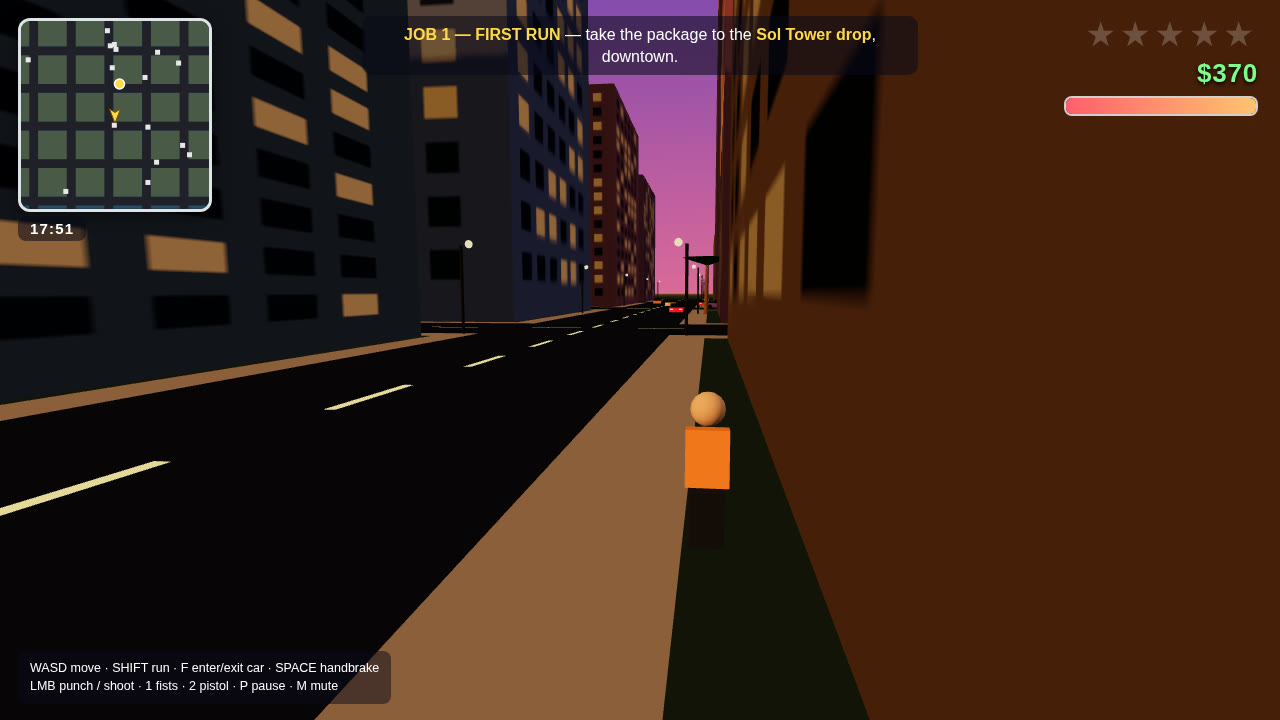 JOB 1 — FIRST RUN — take the package to the Sol Tower drop,
downtown.
★★★★★
$370
17:51
WASD move · SHIFT run · F enter/exit car · SPACE handbrake
LMB punch / shoot · 1 fists · 2 pistol · P pause · M mute